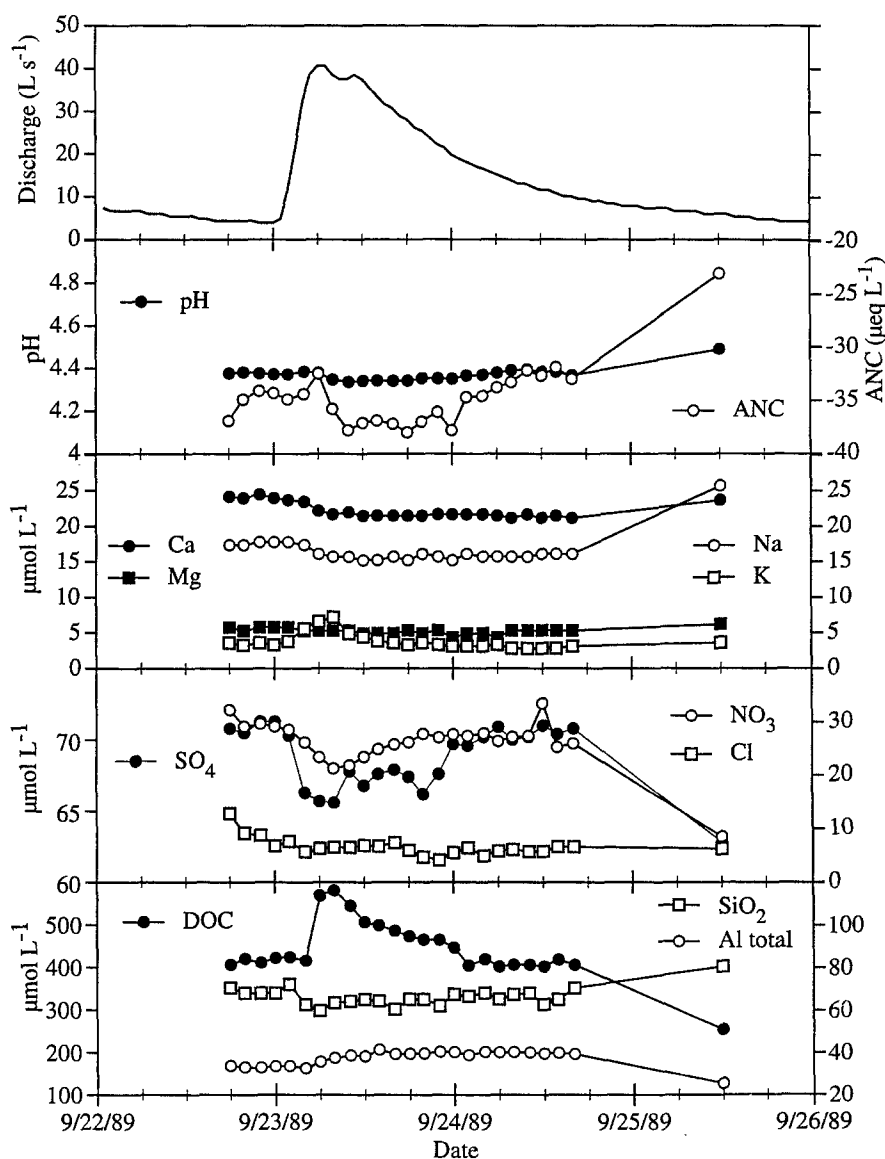 50
40
30
20
10
0
Discharge (L s⁻¹)
4.8
4.6
4.4
4.2
4
pH
pH
ANC
-20
-25
-30
-35
-40
ANC (μeq L⁻¹)
25
20
15
10
5
0
μmol L⁻¹
Ca
Mg
Na
K
25
20
15
10
5
0
70
65
60
μmol L⁻¹
SO₄
NO₃
Cl
30
20
10
0
500
400
300
200
100
μmol L⁻¹
DOC
SiO₂
Al total
100
80
60
40
20
9/22/89 9/23/89 9/24/89 9/25/89 9/26/89
Date